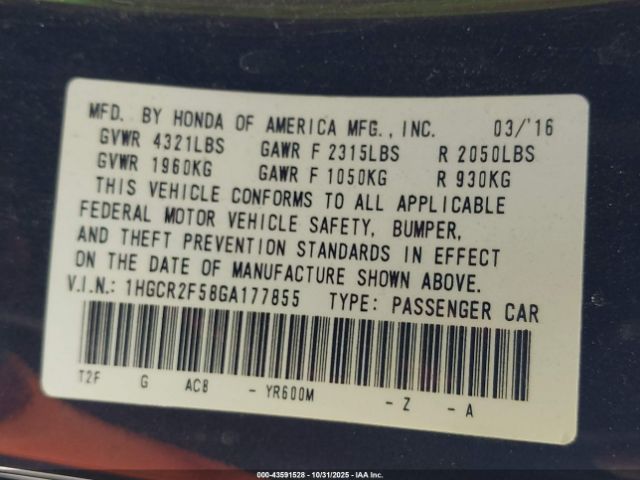 MFD. BY HONDA OF AMERICA MFG., INC. 03/'16
GVWR 4321LBS GAWR F 2315LBS R 2050LBS
GVWR 1960KG GAWR F 1050KG R 930KG
THIS VEHICLE CONFORMS TO ALL APPLICABLE
FEDERAL MOTOR VEHICLE SAFETY, BUMPER,
AND THEFT PREVENTION STANDARDS IN EFFECT
ON THE DATE OF MANUFACTURE SHOWN ABOVE.
V.I.N.: 1HGCR2F58GA177855 TYPE: PASSENGER CAR
T2F G AC8 - YR600M - Z - A
000-43591528 - 10/31/2025 - IAA Inc.